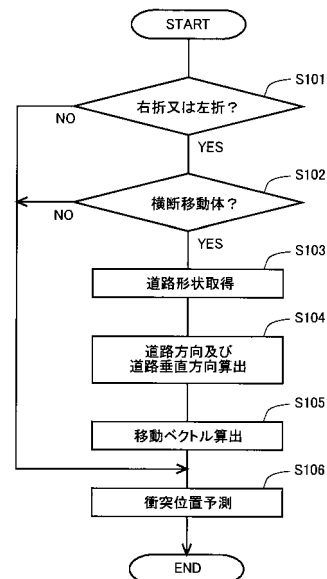 START
S101
右折又は左折？
NO
YES
S102
横断移動体？
NO
YES
S103
道路形状取得
S104
道路方向及び
道路垂直方向算出
S105
移動ベクトル算出
S106
衝突位置予測
END